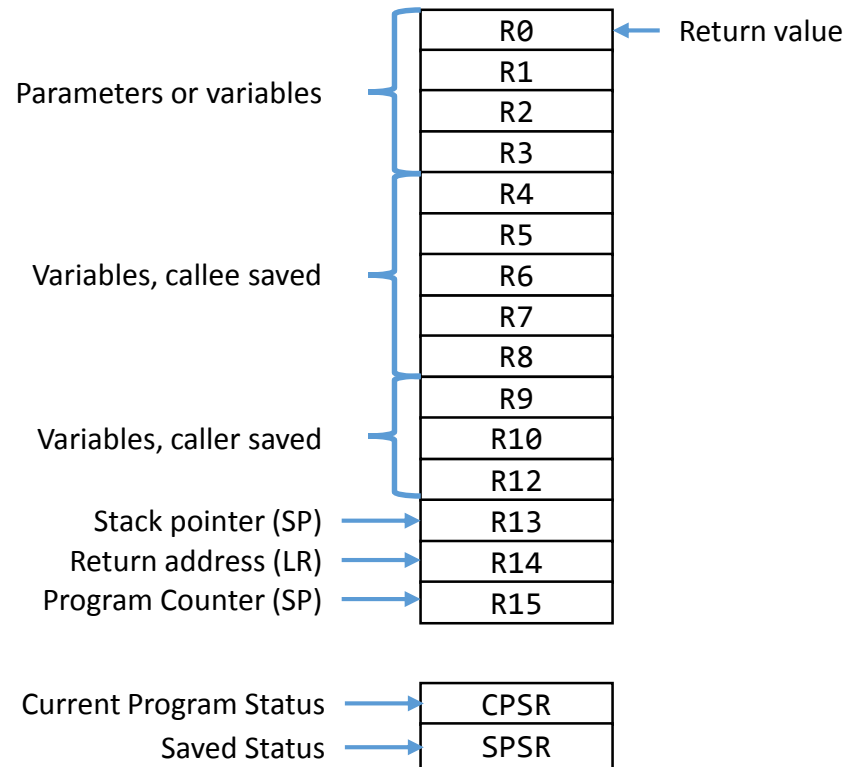 R0
Return value
R1
Parameters or variables
R2
R3
R4
R5
Variables, callee saved
R6
R7
R8
R9
Variables, caller saved
R10
R12
Stack pointer (SP)
R13
Return address (LR)
R14
Program Counter (SP)
R15
Current Program Status
CPSR
Saved Status
SPSR